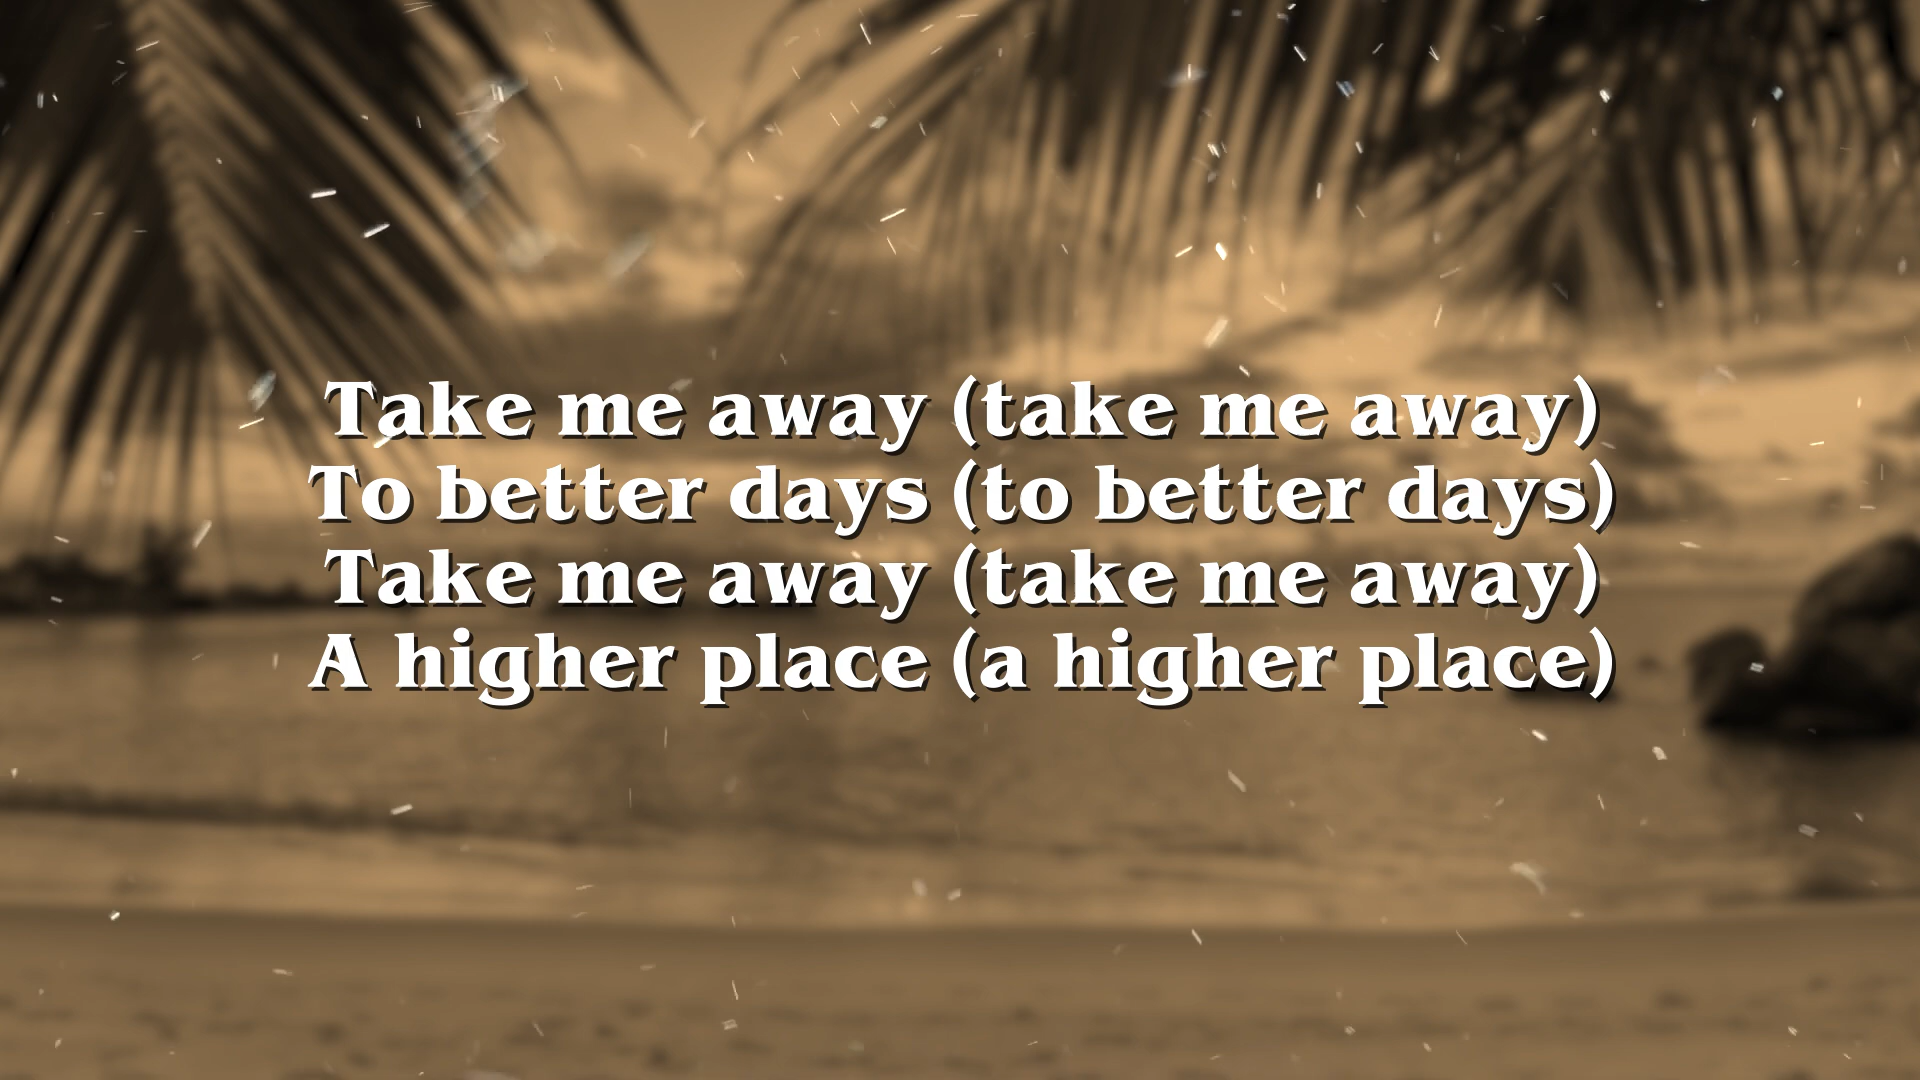 Take me away (take me away)
To better days (to better days)
Take me away (take me away)
A higher place (a higher place)